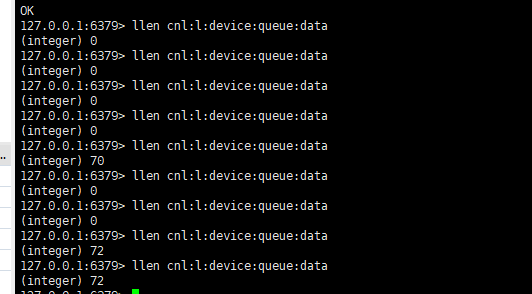 OK
127.0.0.1:6379> llen cnl:l:device:queue:data
(integer) 0
127.0.0.1:6379> llen cnl:l:device:queue:data
(integer) 0
127.0.0.1:6379> llen cnl:l:device:queue:data
(integer) 0
127.0.0.1:6379> llen cnl:l:device:queue:data
(integer) 0
127.0.0.1:6379> llen cnl:l:device:queue:data
(integer) 70
127.0.0.1:6379> llen cnl:l:device:queue:data
(integer) 0
127.0.0.1:6379> llen cnl:l:device:queue:data
(integer) 0
127.0.0.1:6379> llen cnl:l:device:queue:data
(integer) 72
127.0.0.1:6379> llen cnl:l:device:queue:data
(integer) 72
127.0.0.1:6379>